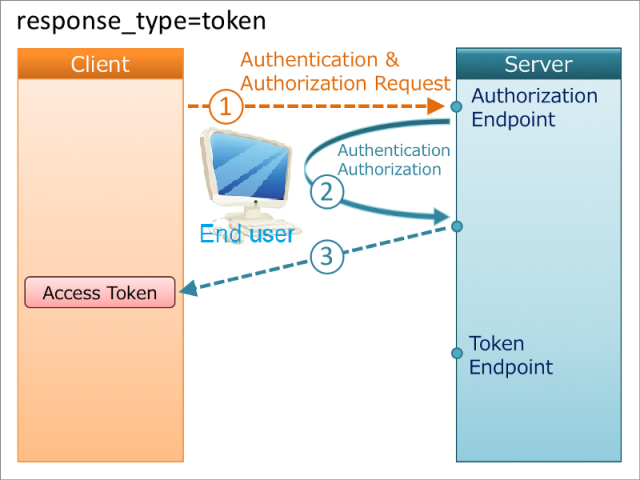 response_type=token
Client
Authentication &
Authorization Request
Server
1
Authorization
Endpoint
Authentication
Authorization
2
End user
3
Access Token
Token
Endpoint